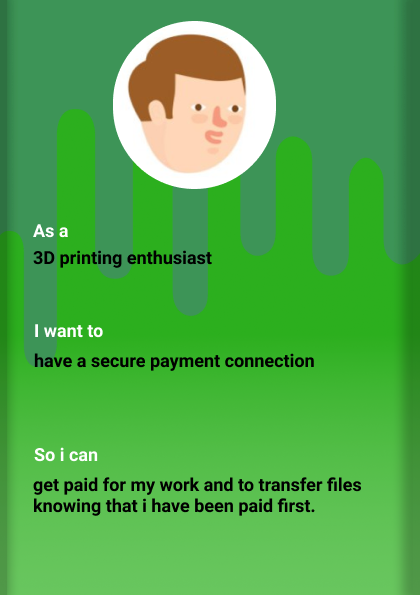 As a
3D printing enthusiast
I want to
have a secure payment connection
So i can
get paid for my work and to transfer files
knowing that i have been paid first.